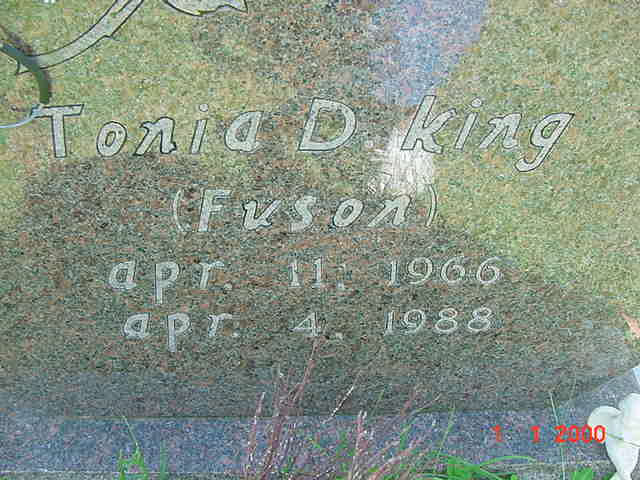 Tonia D. King
(Fuson)
apr. 11, 1966
apr. 4, 1988
1 1 2000